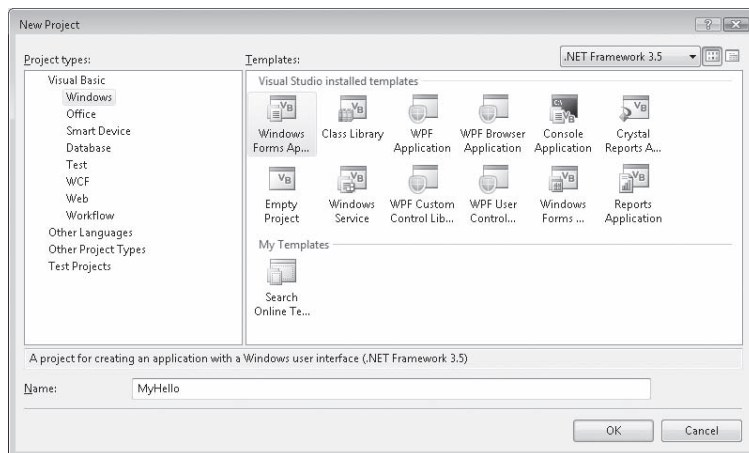 New Project
Project types:
Templates:
.NET Framework 3.5
Visual Basic
Windows
Office
Smart Device
Database
Test
WCF
Web
Workflow
Other Languages
Other Project Types
Test Projects
Visual Studio installed templates
Windows Forms Ap...
Class Library
WPF Application
WPF Browser Application
Console Application
Crystal Reports A...
Empty Project
Windows Service
WPF Custom Control Lib...
WPF User Control...
Windows Forms ...
Reports Application
My Templates
Search Online Te...
A project for creating an application with a Windows user interface (.NET Framework 3.5)
Name:
MyHello
OK
Cancel